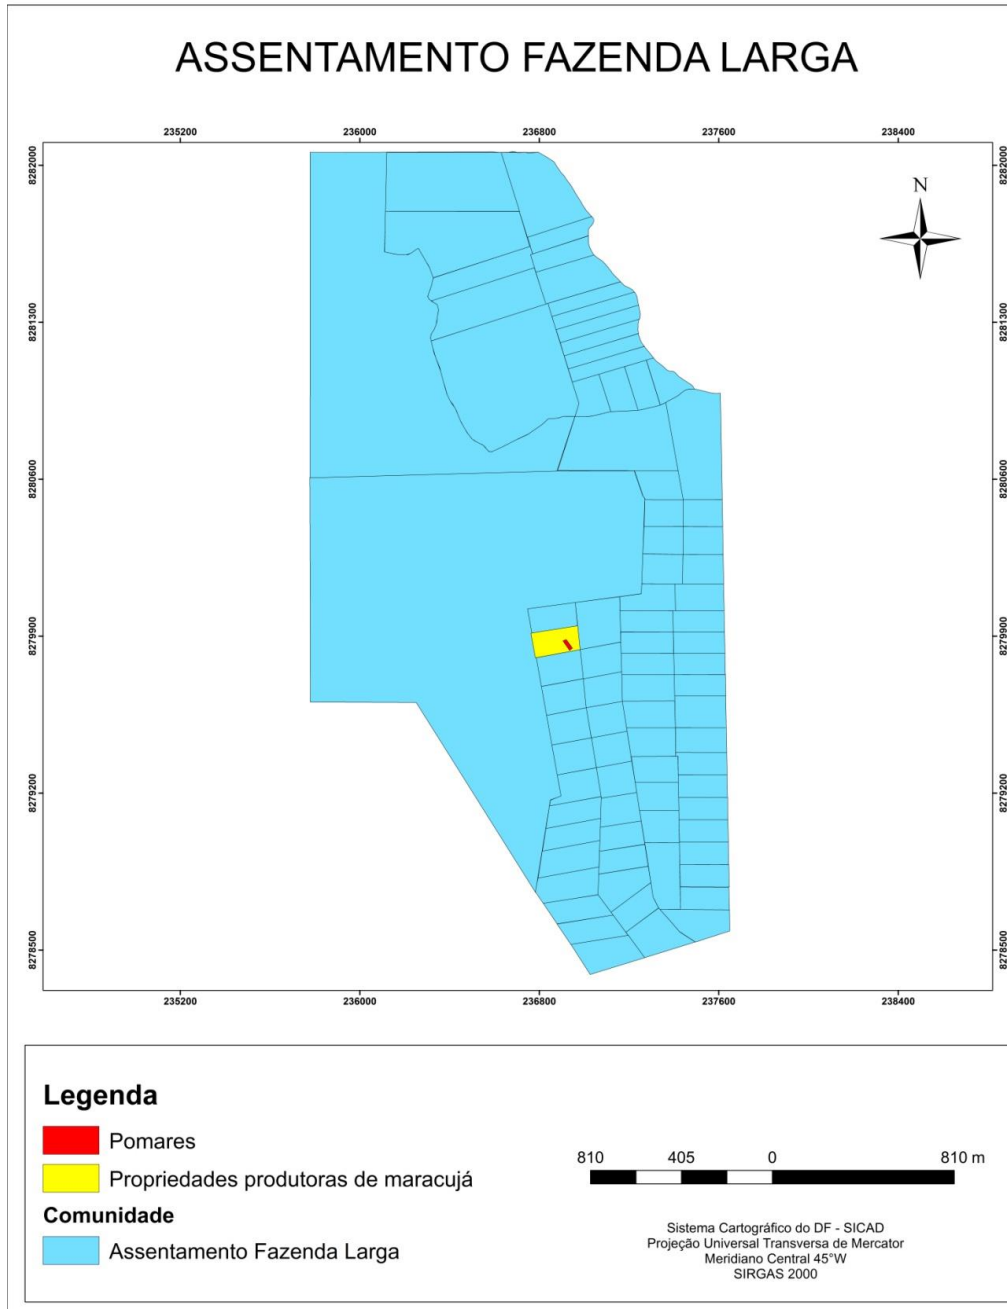 ASSENTAMENTO FAZENDA LARGA
235200 236000 236800 237600 238400
N
8282000 8282000
8281300 8281300
8280600 8280600
8279900 8279900
8279200 8279200
8278500 8278500
235200 236000 236800 237600 238400
Legenda
Pomares
Propriedades produtoras de maracujá
Comunidade
Assentamento Fazenda Larga
810 405 0 810 m
Sistema Cartográfico do DF - SICAD
Projeção Universal Transversa de Mercator
Meridiano Central 45°W
SIRGAS 2000